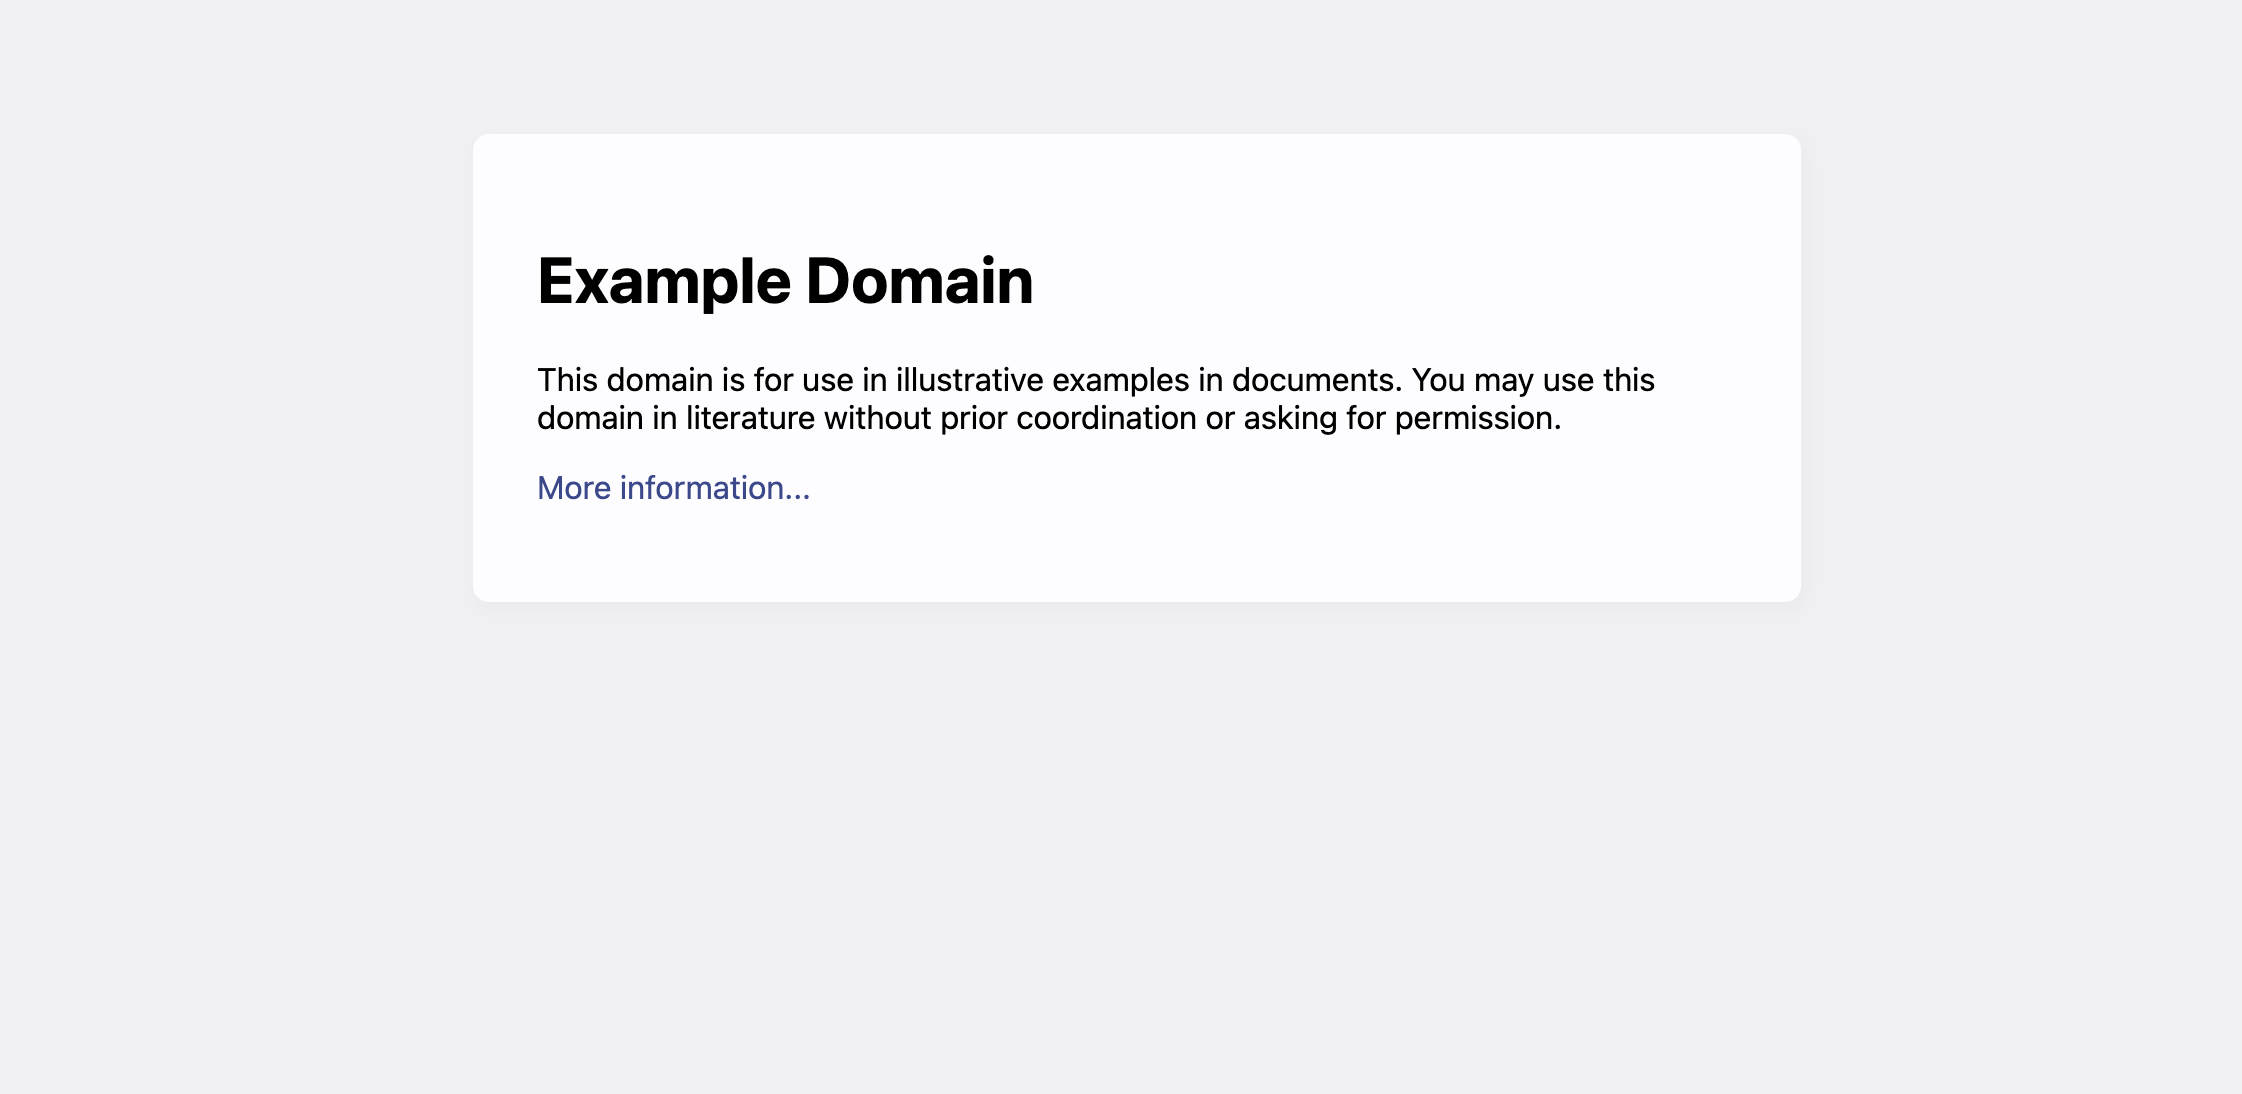 Example Domain
This domain is for use in illustrative examples in documents. You may use this
domain in literature without prior coordination or asking for permission.
More information...